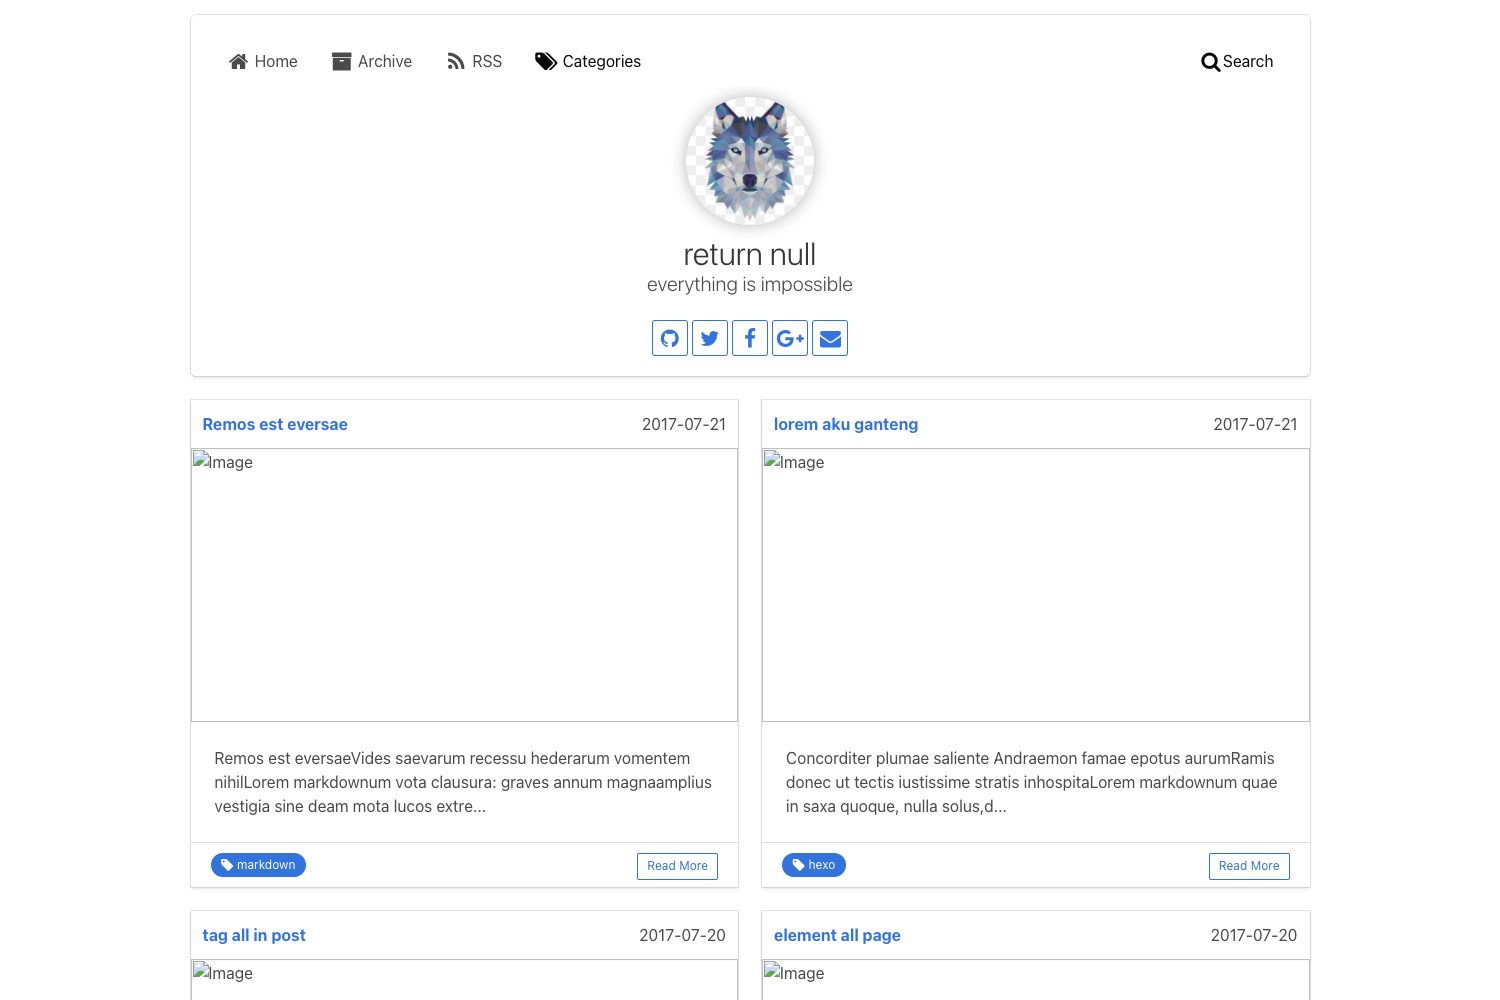 Home Archive RSS Categories Search
return null
everything is impossible
Remos est eversae 2017-07-21
Image
Remos est eversaeVides saevarum recessu hederarum vomentem
nihilLorem markdownum vota clausura: graves annum magnaamplius
vestigia sine deam mota lucos extre...
markdown Read More
lorem aku ganteng 2017-07-21
Image
Concorditer plumae saliente Andraemon famae epotus aurumRamis
donec ut tectis iustissime stratis inhospitaLorem markdownum quae
in saxa quoque, nulla solus,d...
hexo Read More
tag all in post 2017-07-20
Image
element all page 2017-07-20
Image